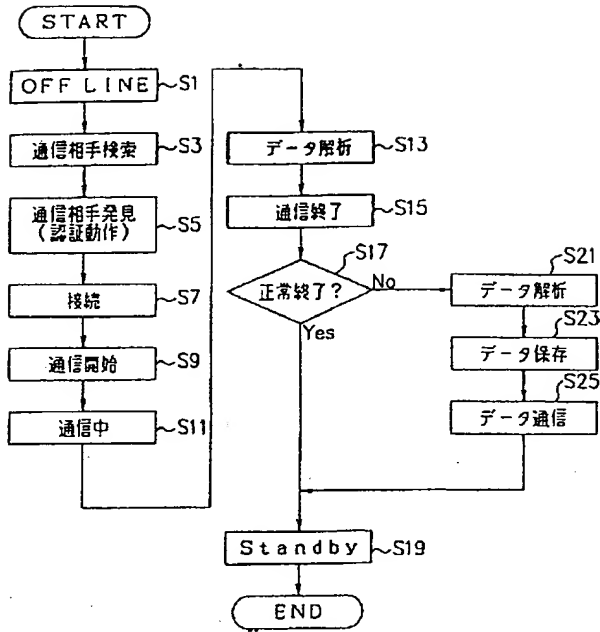 START
OFF LINE
S1
通信相手検索
S3
通信相手発見
(認証動作)
S5
接続
S7
通信開始
S9
通信中
S11
データ解析
S13
通信終了
S15
正常終了?
S17
No
Yes
データ解析
S21
データ保存
S23
データ通信
S25
Standby
S19
END